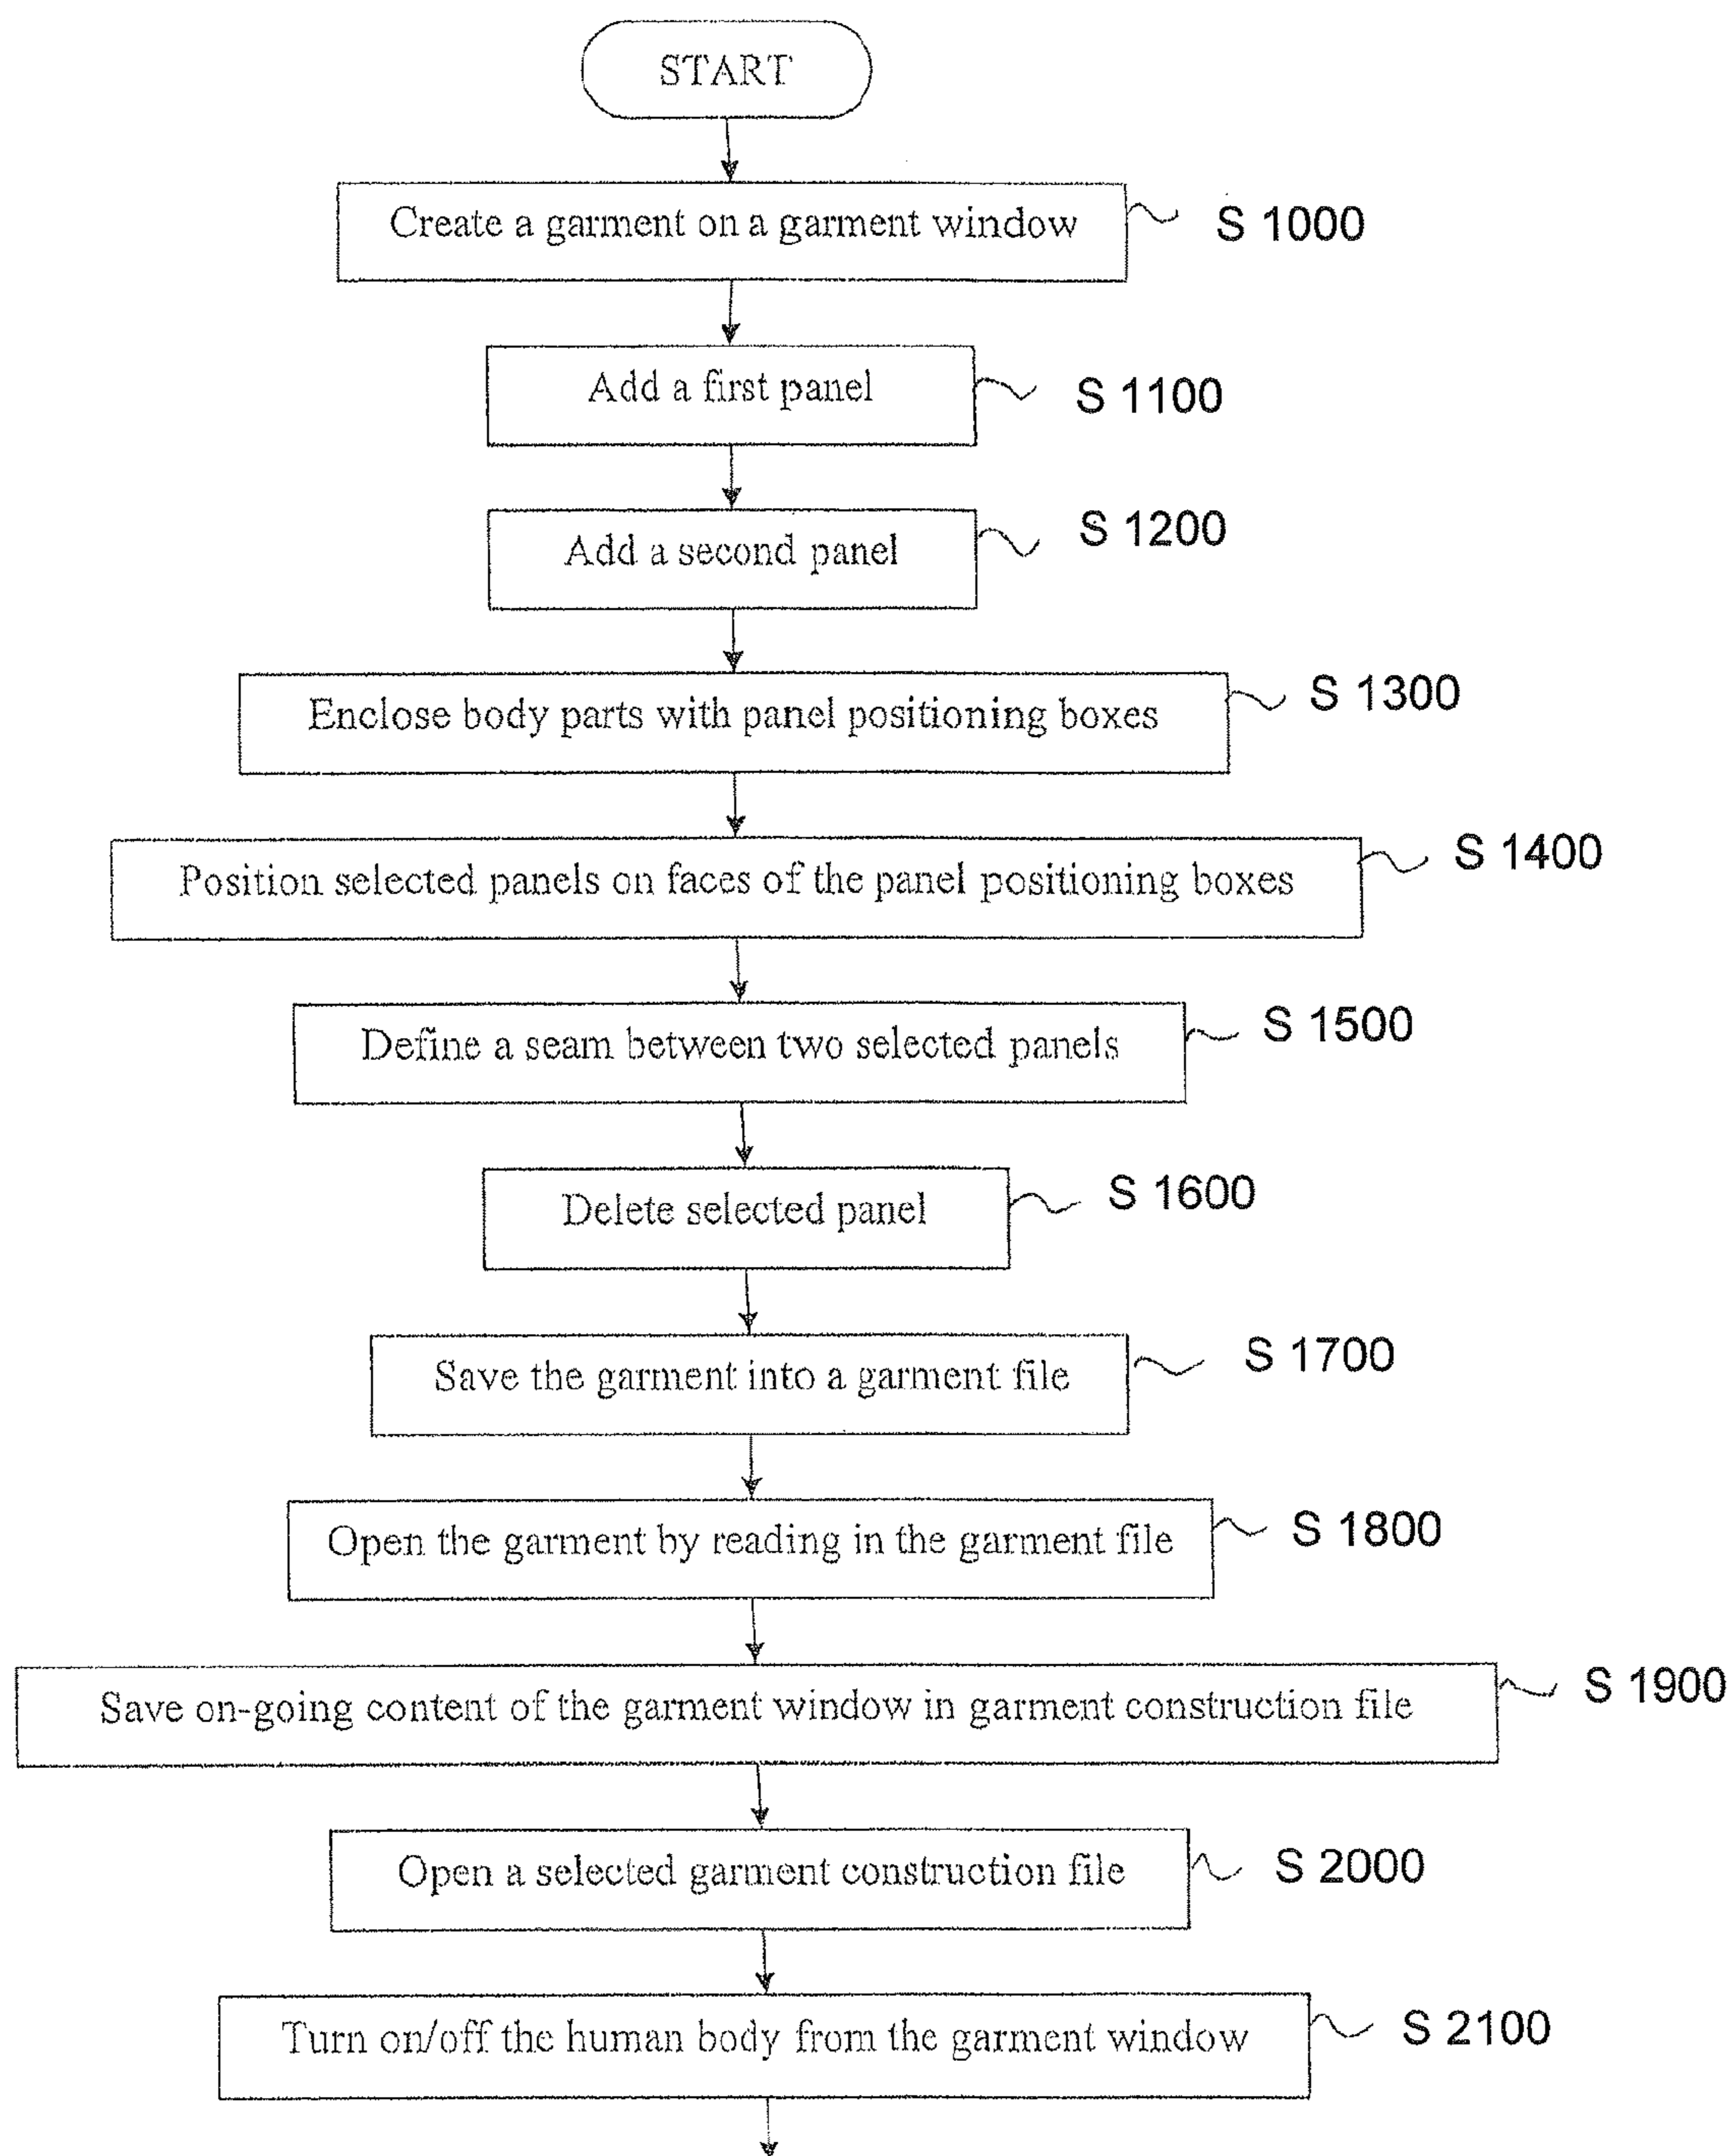 START
Create a garment on a garment window S 1000
Add a first panel S 1100
Add a second panel S 1200
Enclose body parts with panel positioning boxes S 1300
Position selected panels on faces of the panel positioning boxes S 1400
Define a seam between two selected panels S 1500
Delete selected panel S 1600
Save the garment into a garment file S 1700
Open the garment by reading in the garment file S 1800
Save on-going content of the garment window in garment construction file S 1900
Open a selected garment construction file S 2000
Turn on/off the human body from the garment window S 2100